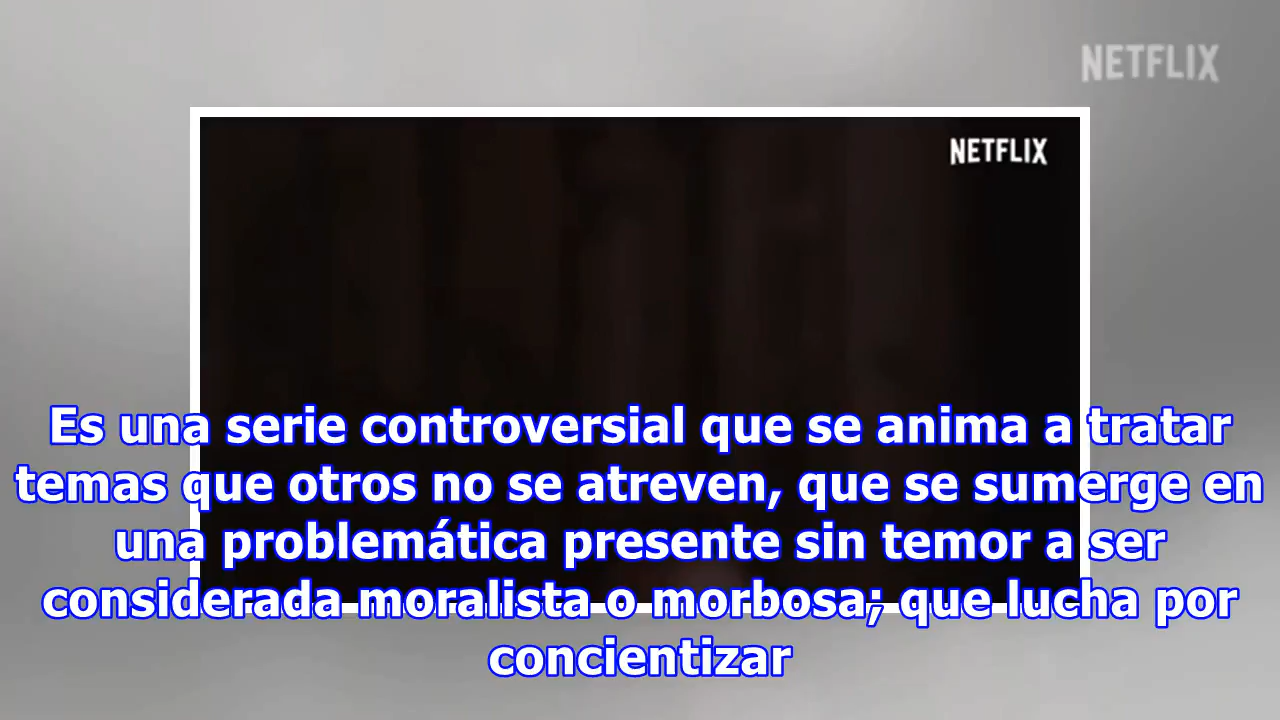 NETFLIX
NETFLIX
Es una serie controversial que se anima a tratar
temas que otros no se atreven, que se sumerge en
una problemática presente sin temor a ser
considerada moralista o morbosa; que lucha por
concientizar